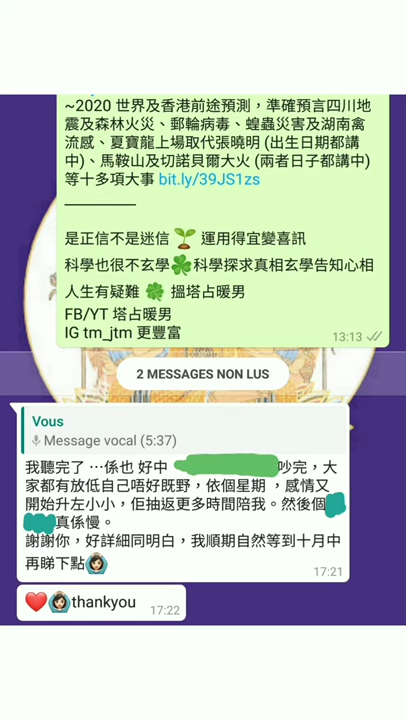 ~2020 世界及香港前途預測，準確預言四川地
震及森林火災、郵輪病毒、蝗蟲災害及湖南禽
流感、夏寶龍上場取代張曉明 (出生日期都講
中)、馬鞍山及切諾貝爾大火 (兩者日子都講中)
等十多項大事 bit.ly/39JS1zs
是正信不是迷信🌱 運用得宜變喜訊
科學也很不玄學🍀科學探求真相玄學告知心相
人生有疑難 🍀 搵塔占暖男
FB/YT 塔占暖男
IG tm_jtm 更豐富
13:13
2 MESSAGES NON LUS
Vous
Message vocal (5:37)
我聽完了 ⋯係也 好中 吵完，大
家都有放低自己唔好既野，依個星期 ，感情又
開始升左小小，佢抽返更多時間陪我。然後個
真係慢。
謝謝你，好詳細同明白，我順期自然等到十月中
再睇下點🙆🏻‍♀️
17:21
❤️🙆🏻‍♀️thankyou
17:22